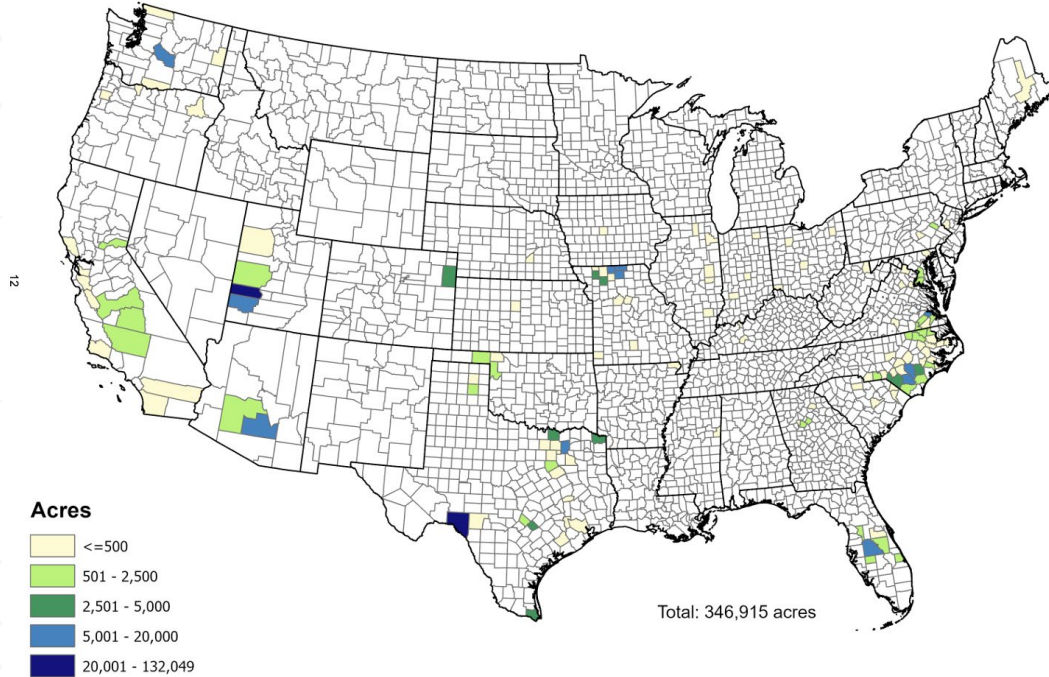 12
Acres
<=500
501 - 2,500
2,501 - 5,000
5,001 - 20,000
20,001 - 132,049
Total: 346,915 acres